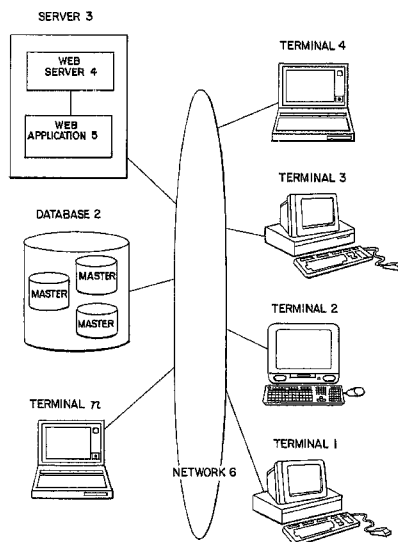 SERVER 3
WEB
SERVER 4
WEB
APPLICATION 5
DATABASE 2
MASTER
MASTER
MASTER
TERMINAL n
NETWORK 6
TERMINAL 4
TERMINAL 3
TERMINAL 2
TERMINAL 1